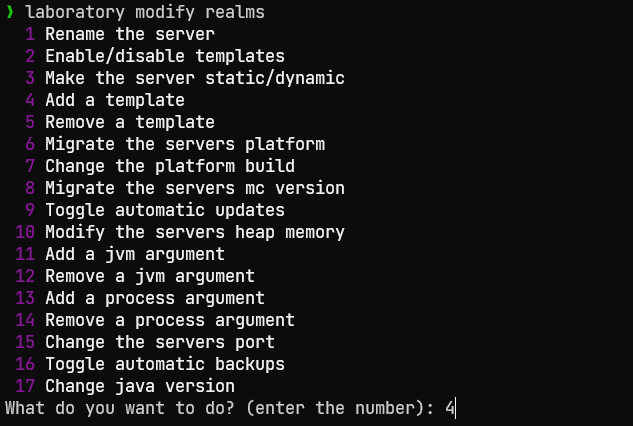 ❯ laboratory modify realms
1 Rename the server
2 Enable/disable templates
3 Make the server static/dynamic
4 Add a template
5 Remove a template
6 Migrate the servers platform
7 Change the platform build
8 Migrate the servers mc version
9 Toggle automatic updates
10 Modify the servers heap memory
11 Add a jvm argument
12 Remove a jvm argument
13 Add a process argument
14 Remove a process argument
15 Change the servers port
16 Toggle automatic backups
17 Change java version
What do you want to do? (enter the number): 4